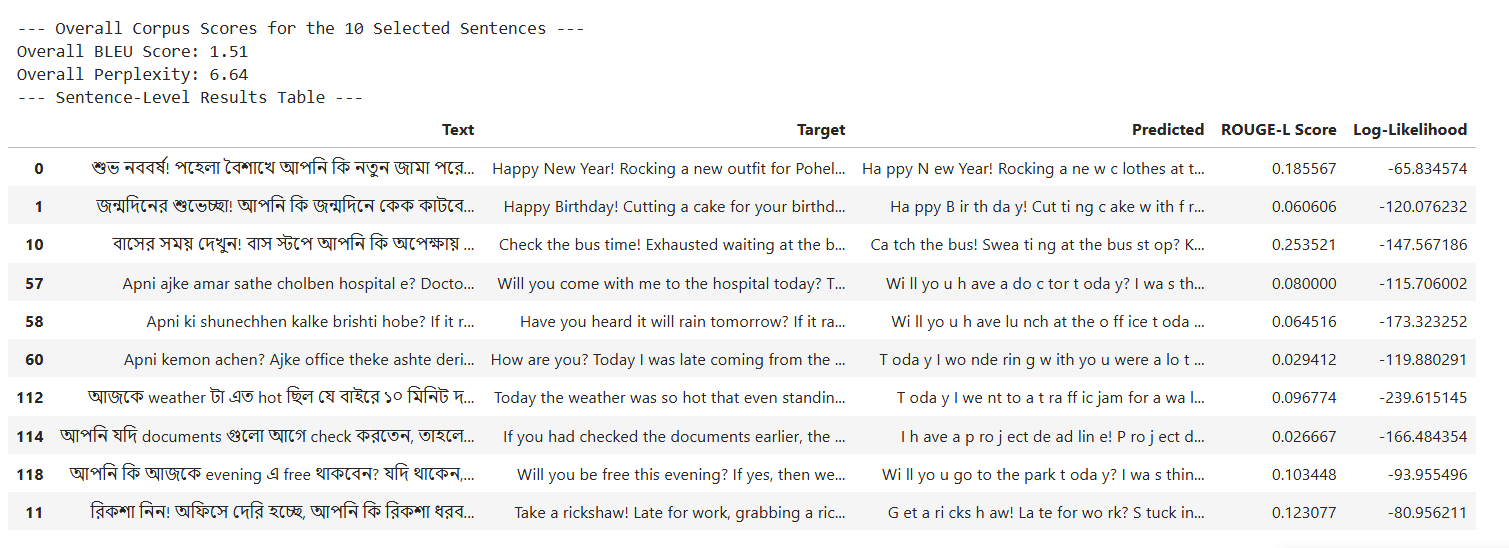 --- Overall Corpus Scores for the 10 Selected Sentences ---
Overall BLEU Score: 1.51
Overall Perplexity: 6.64
--- Sentence-Level Results Table ---
Text Target Predicted ROUGE-L Score Log-Likelihood
0 শুভ নববর্ষ! পহেলা বৈশাখে আপনি কি নতুন জামা পরে... Happy New Year! Rocking a new outfit for Pohel... Ha ppy N ew Year! Rocking a ne w c lothes at t... 0.185567 -65.834574
1 জন্মদিনের শুভেচ্ছা! আপনি কি জন্মদিনে কেক কাটবে... Happy Birthday! Cutting a cake for your birthd... Ha ppy B ir th da y! Cut ti ng c ake w ith f r... 0.060606 -120.076232
10 বাসের সময় দেখুন! বাস স্টপে আপনি কি অপেক্ষায় ... Check the bus time! Exhausted waiting at the b... Ca tch the bus! Swea ti ng at the bus st op? K... 0.253521 -147.567186
57 Apni ajke amar sathe cholben hospital e? Docto... Will you come with me to the hospital today? T... Wi ll yo u h ave a do c tor t oda y? I wa s th... 0.080000 -115.706002
58 Apni ki shunechhen kalke brishti hobe? If it r... Have you heard it will rain tomorrow? If it ra... Wi ll yo u h ave lu nch at the o ff ice t oda ... 0.064516 -173.323252
60 Apni kemon achen? Ajke office theke ashte deri... How are you? Today I was late coming from the ... T oda y I wo nde rin g w ith yo u were a lo t ... 0.029412 -119.880291
112 আজকে weather টা এত hot ছিল যে বাইরে ১০ মিনিট দ... Today the weather was so hot that even standin... T oda y I we nt to a t ra ff ic jam for a wa l... 0.096774 -239.615145
114 আপনি যদি documents গুলো আগে check করতেন, তাহলে... If you had checked the documents earlier, the ... I h ave a p ro j ect de ad lin e! P ro j ect d... 0.026667 -166.484354
118 আপনি কি আজকে evening এ free থাকবেন? যদি থাকেন,... Will you be free this evening? If yes, then we... Wi ll yo u go to the park t oda y? I wa s thin... 0.103448 -93.955496
11 রিকশা নিন! অফিসে দেরি হচ্ছে, আপনি কি রিকশা ধরব... Take a rickshaw! Late for work, grabbing a ric... G et a ri cks h aw! La te for wo rk? S tuck in... 0.123077 -80.956211